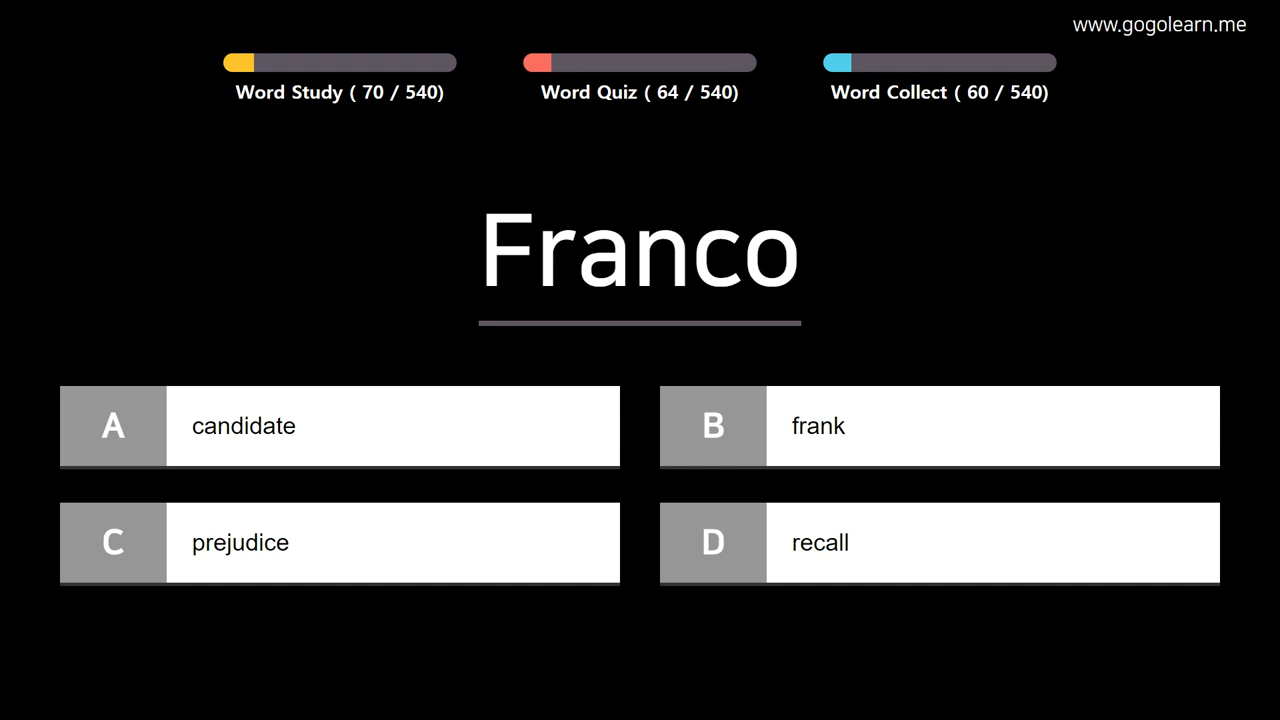 www.gogolearn.me
Word Study ( 70 / 540)
Word Quiz ( 64 / 540)
Word Collect ( 60 / 540)
Franco
A candidate
B frank
C prejudice
D recall